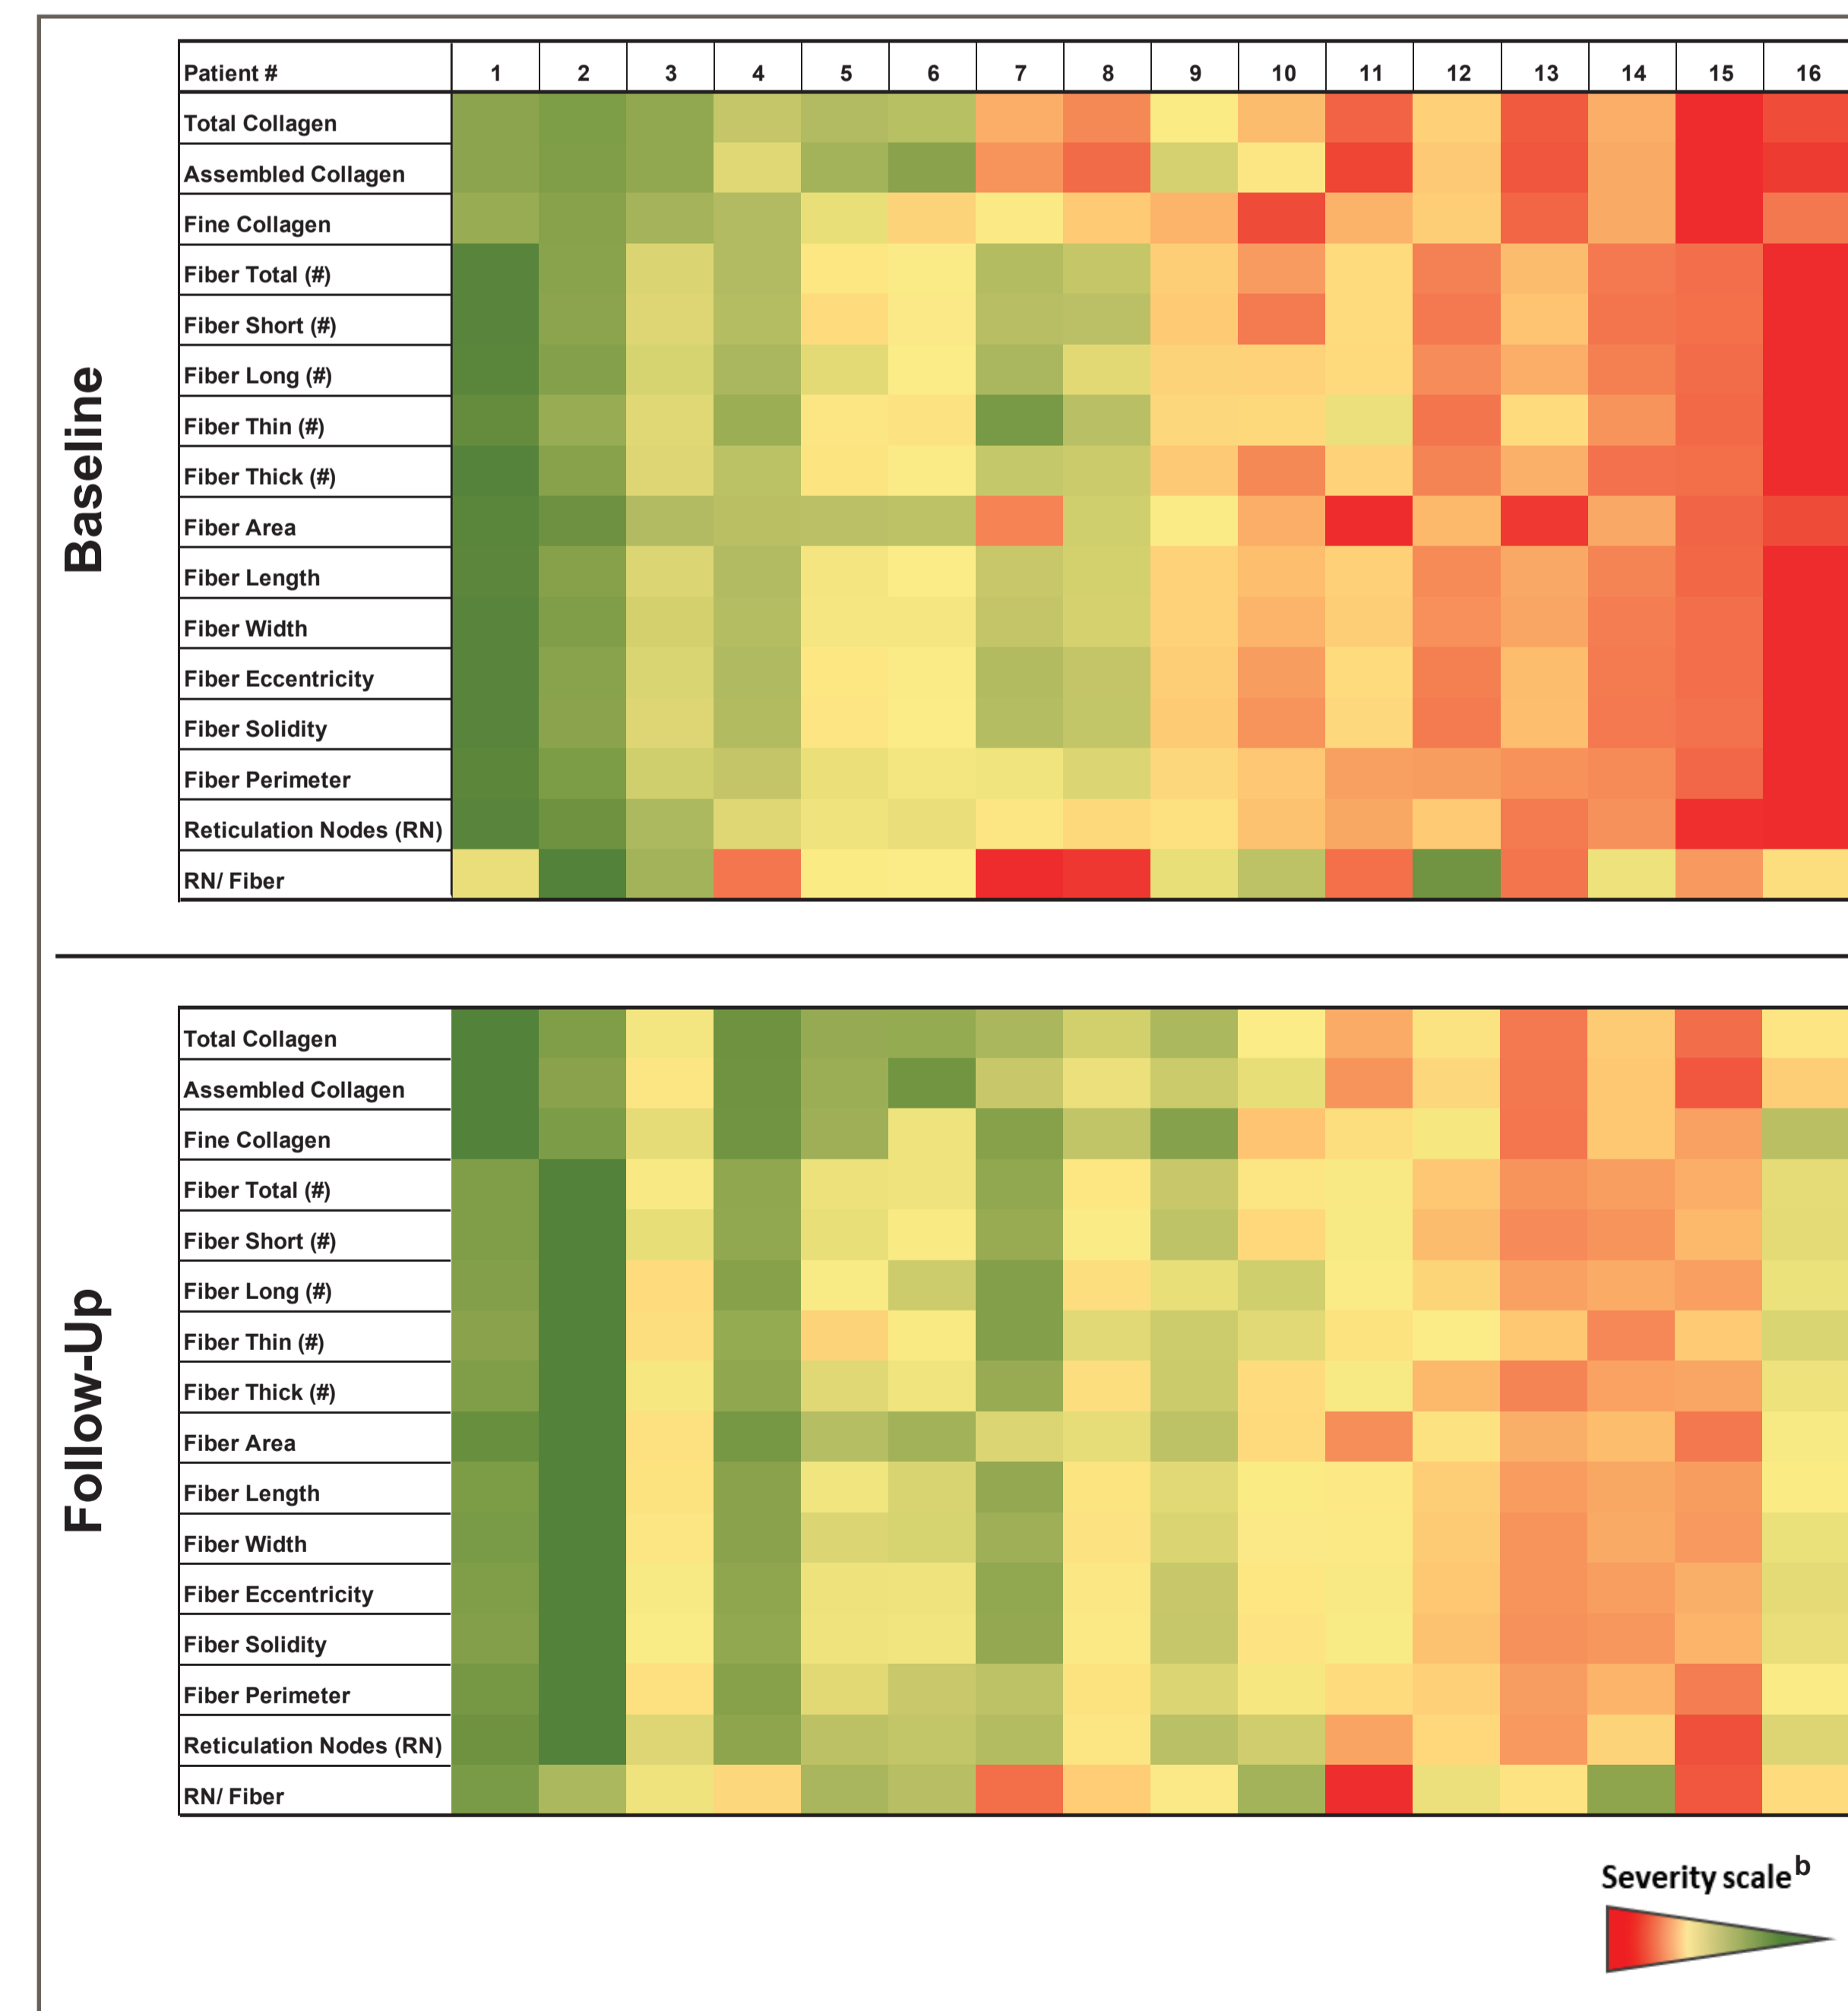 Patient # 1 2 3 4 5 6 7 8 9 10 11 12 13 14 15 16
Baseline
Total Collagen
Assembled Collagen
Fine Collagen
Fiber Total (#)
Fiber Short (#)
Fiber Long (#)
Fiber Thin (#)
Fiber Thick (#)
Fiber Area
Fiber Length
Fiber Width
Fiber Eccentricity
Fiber Solidity
Fiber Perimeter
Reticulation Nodes (RN)
RN/ Fiber
Follow-Up
Total Collagen
Assembled Collagen
Fine Collagen
Fiber Total (#)
Fiber Short (#)
Fiber Long (#)
Fiber Thin (#)
Fiber Thick (#)
Fiber Area
Fiber Length
Fiber Width
Fiber Eccentricity
Fiber Solidity
Fiber Perimeter
Reticulation Nodes (RN)
RN/ Fiber
Severity scale b